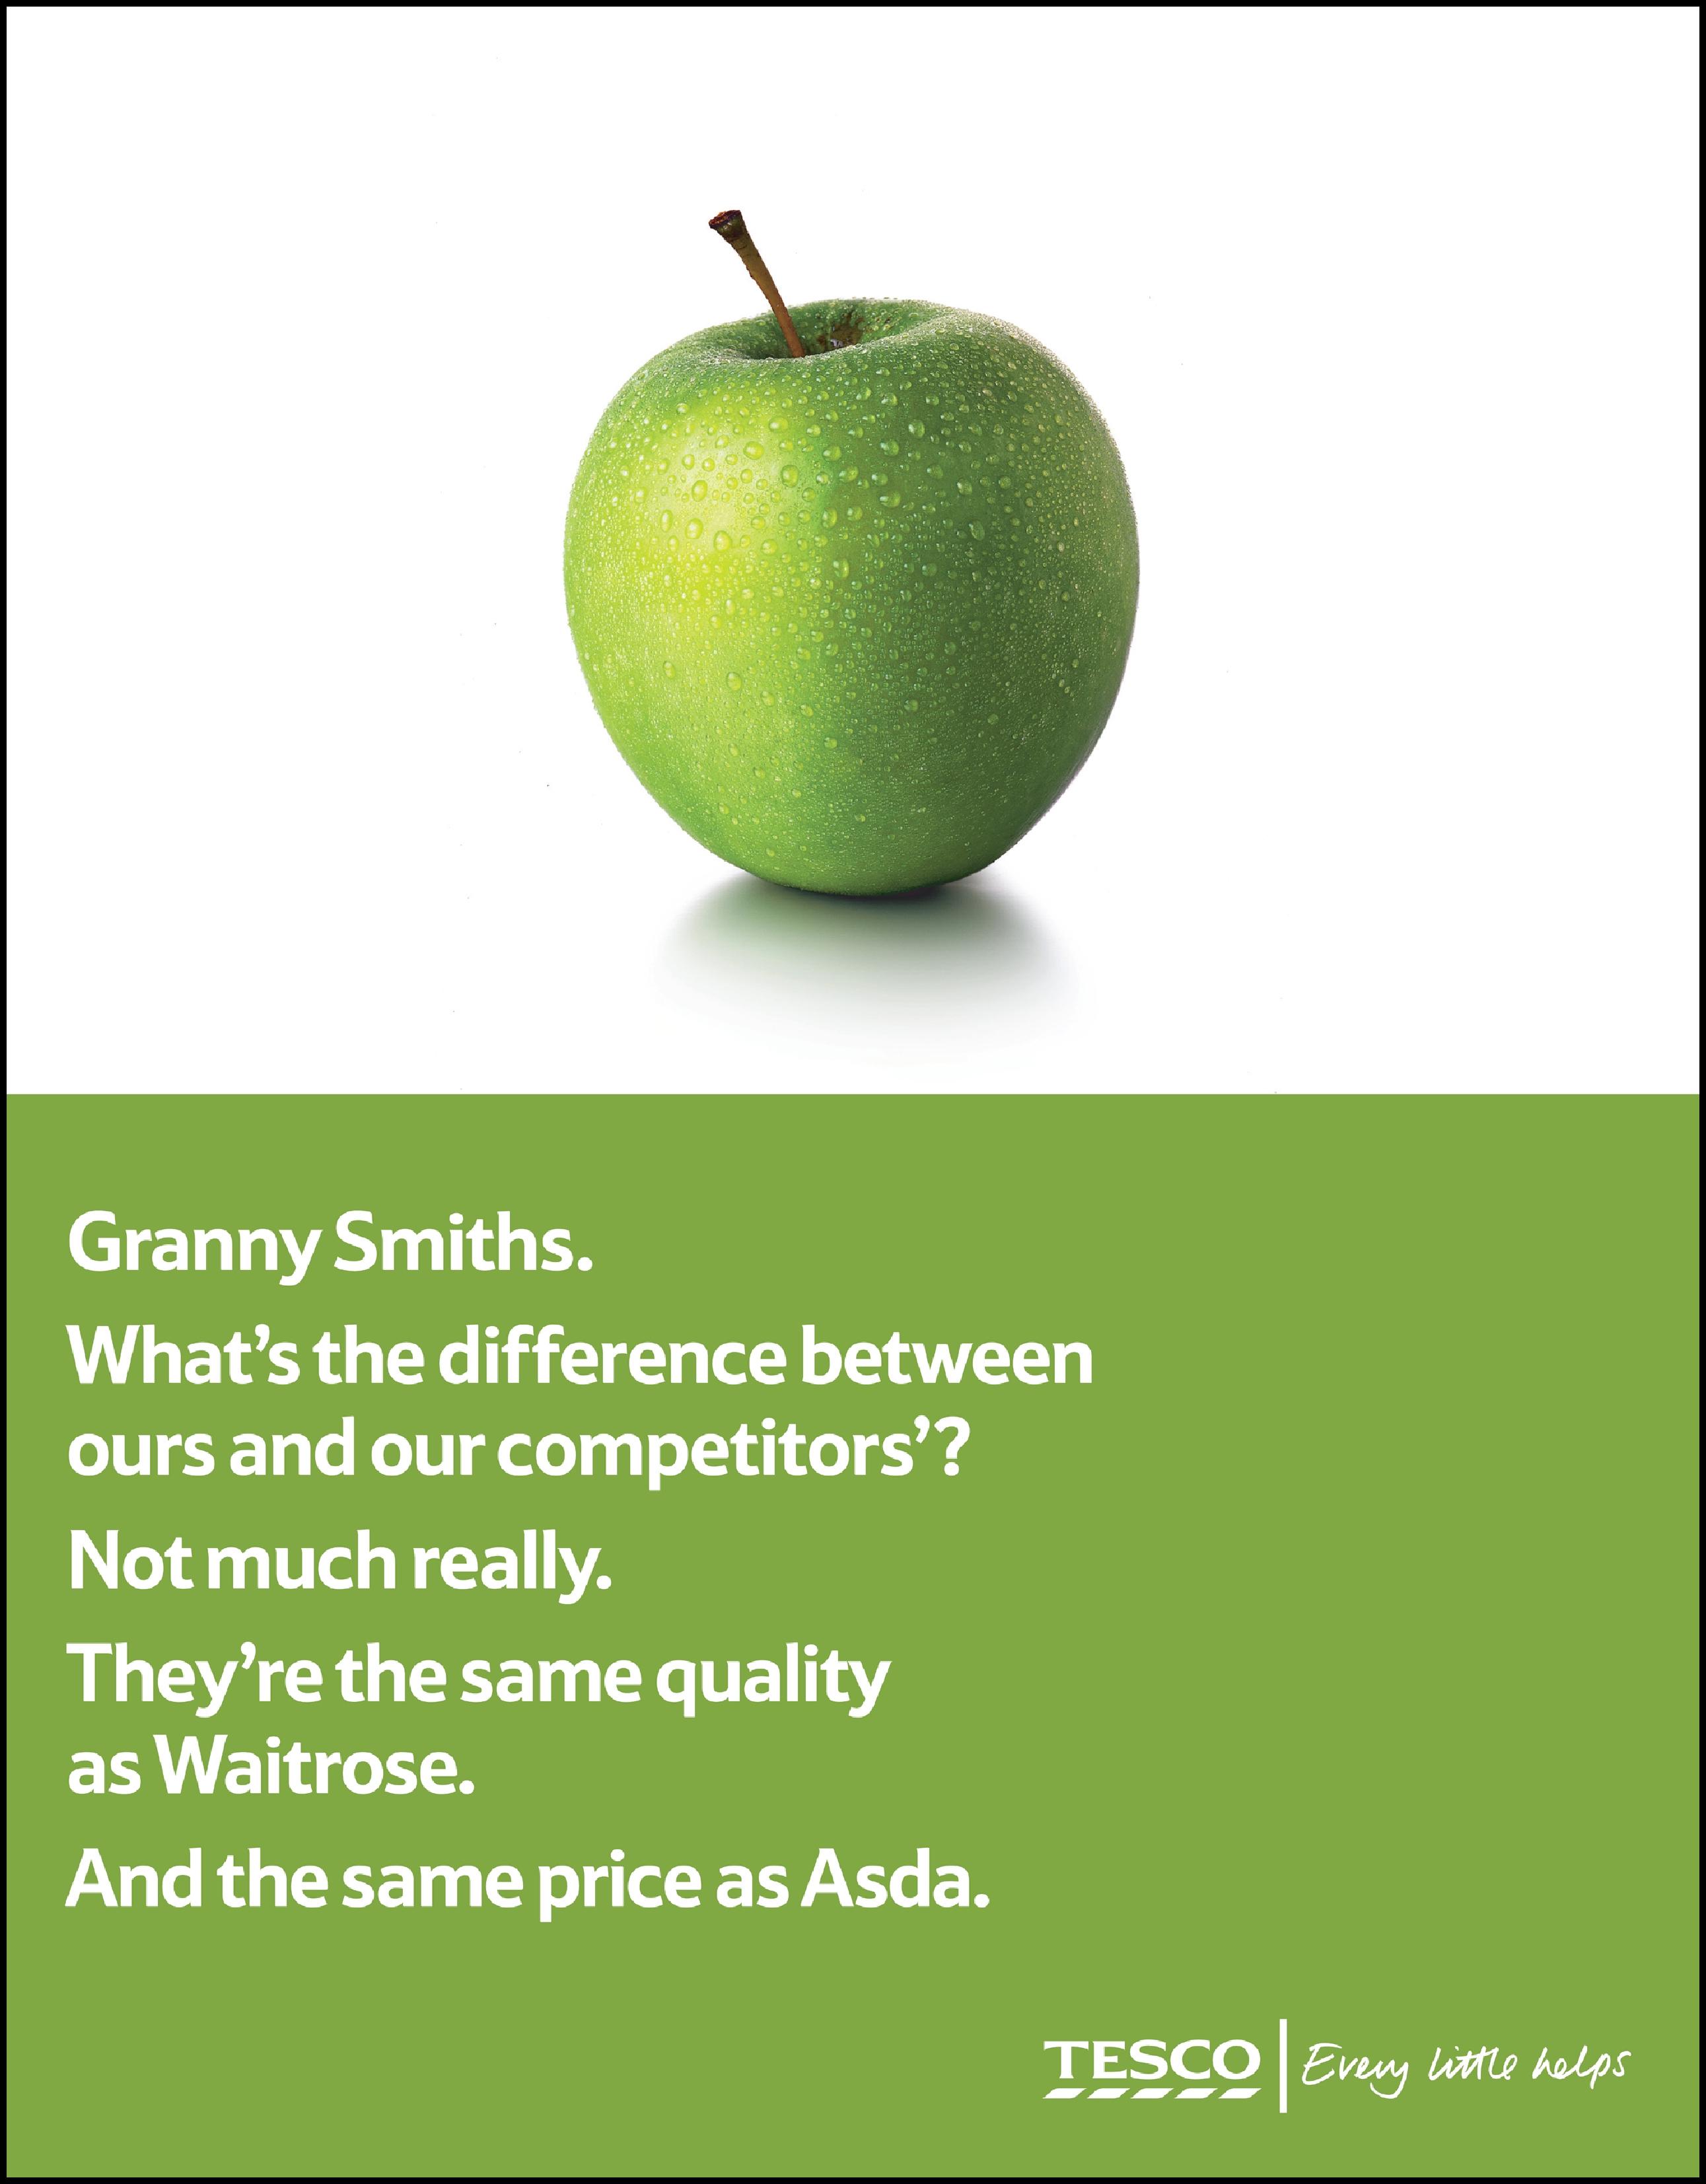 Granny Smiths.
What’s the difference between
ours and our competitors’?
Not much really.
They’re the same quality
as Waitrose.
And the same price as Asda.
TESCO
Every little helps